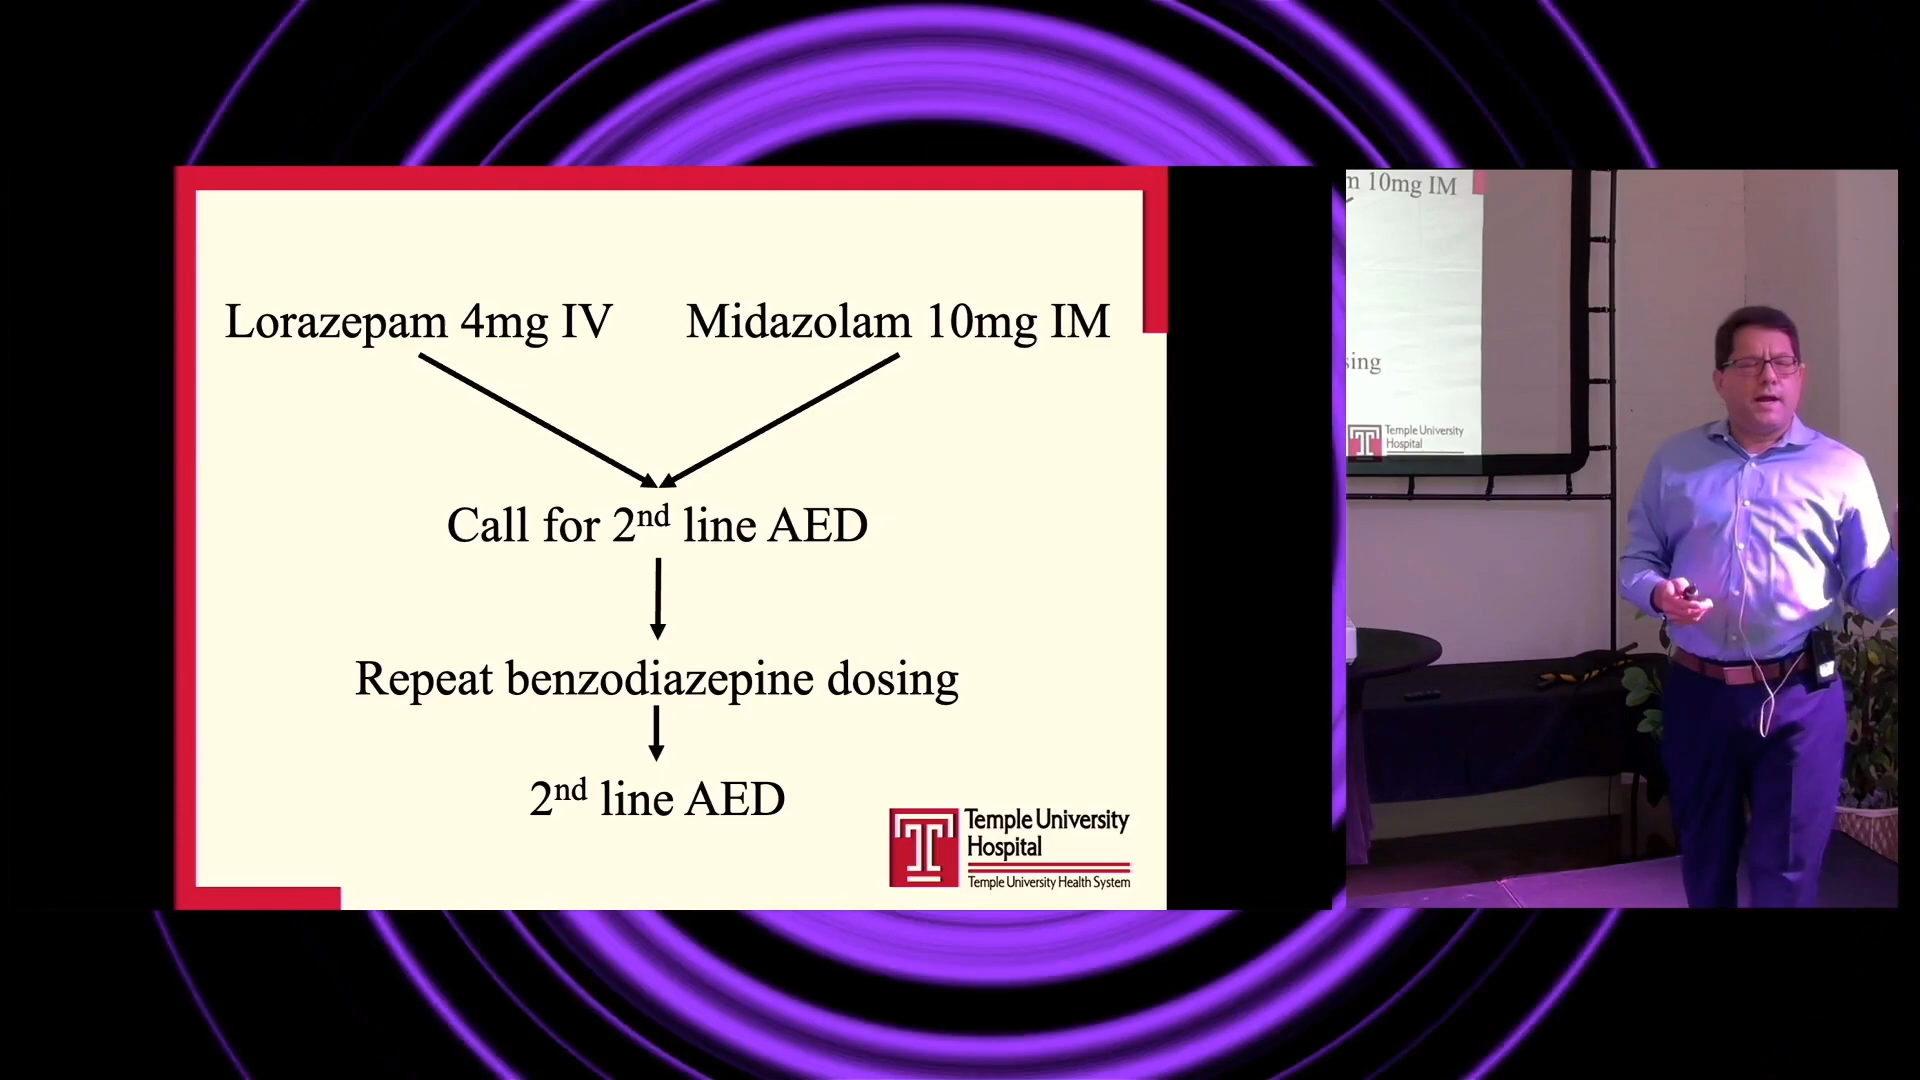 Lorazepam 4mg IV
Midazolam 10mg IM
Call for 2nd line AED
Repeat benzodiazepine dosing
2nd line AED
Temple University
Hospital
Temple University Health System
m 10mg IM
sing
Temple University
Hospital